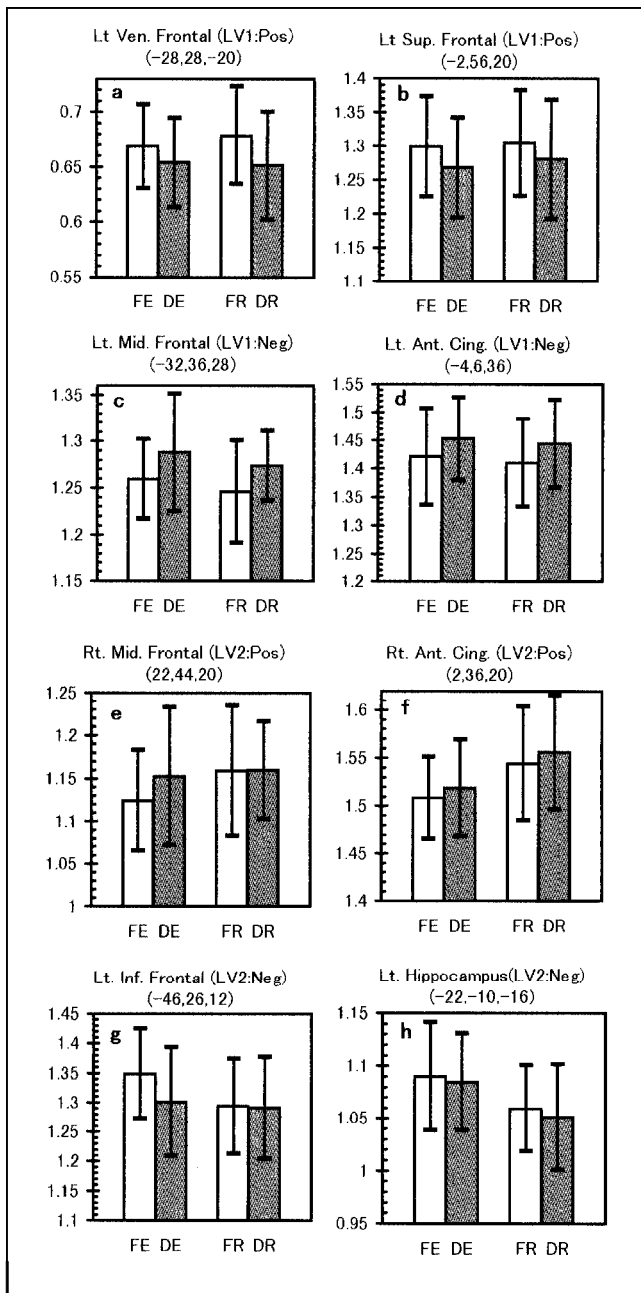 Lt Ven. Frontal (LV1:Pos)
(-28,28,-20)
a
0.7
0.65
0.6
0.55
FE DE FR DR
Lt Sup. Frontal (LV1:Pos)
(-2,56,20)
b
1.4
1.35
1.3
1.25
1.2
1.15
1.1
FE DE FR DR
Lt. Mid. Frontal (LV1:Neg)
(-32,36,28)
c
1.35
1.3
1.25
1.2
1.15
FE DE FR DR
Lt. Ant. Cing. (LV1:Neg)
(-4,6,36)
d
1.55
1.5
1.45
1.4
1.35
1.3
1.25
1.2
FE DE FR DR
Rt. Mid. Frontal (LV2:Pos)
(22,44,20)
e
1.25
1.2
1.15
1.1
1.05
1
FE DE FR DR
Rt. Ant. Cing. (LV2:Pos)
(2,36,20)
f
1.6
1.55
1.5
1.45
1.4
FE DE FR DR
Lt. Inf. Frontal (LV2:Neg)
(-46,26,12)
g
1.45
1.4
1.35
1.3
1.25
1.2
1.15
1.1
FE DE FR DR
Lt. Hippocampus(LV2:Neg)
(-22,-10,-16)
h
1.15
1.1
1.05
1
0.95
FE DE FR DR